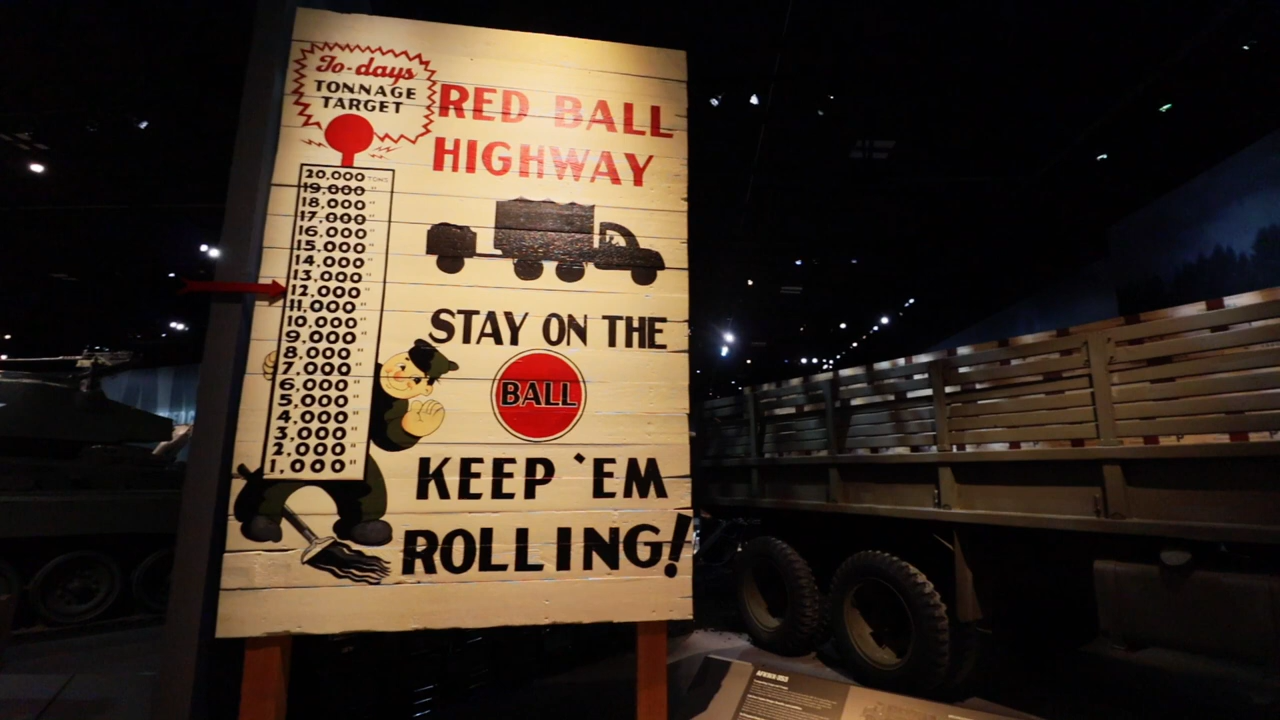 To-days
TONNAGE
TARGET
RED BALL
HIGHWAY
20,000 TONS
19,000 "
18,000 "
17,000 "
16,000 "
15,000 "
14,000 "
13,000 "
12,000 "
11,000 "
10,000 "
9,000 "
8,000 "
7,000 "
6,000 "
5,000 "
4,000 "
3,000 "
2,000 "
1,000 "
STAY ON THE
BALL
KEEP 'EM
ROLLING!